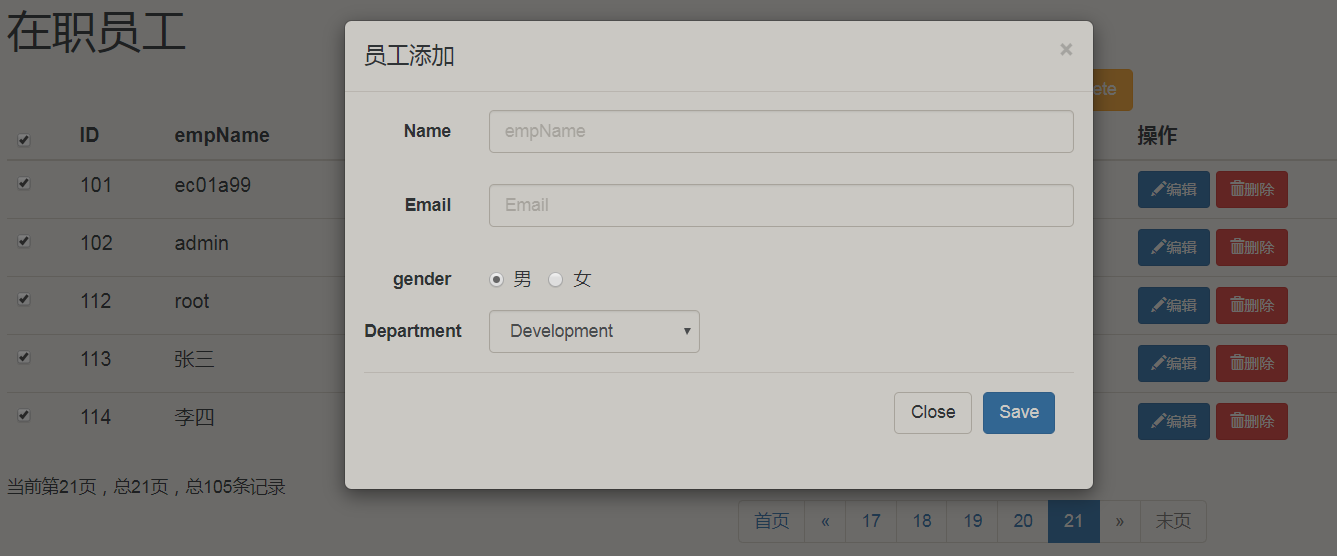 在职员工
员工添加
×
ete
ID empName 操作
Name empName
101 ec01a99 编辑 删除
Email Email
102 admin 编辑 删除
gender 男 女
112 root 编辑 删除
Department Development
113 张三 编辑 删除
114 李四 编辑 删除
Close Save
当前第21页，总21页，总105条记录
首页 « 17 18 19 20 21 » 末页